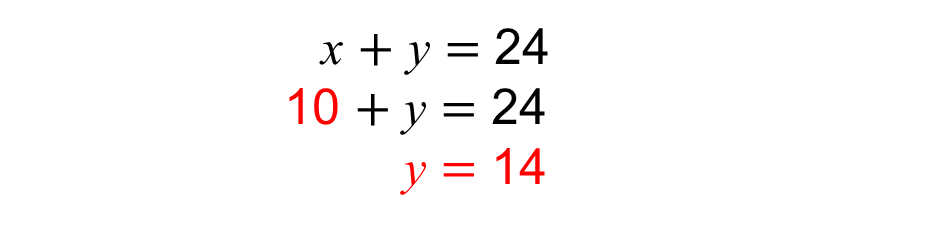 x + y = 24
10 + y = 24
y = 14